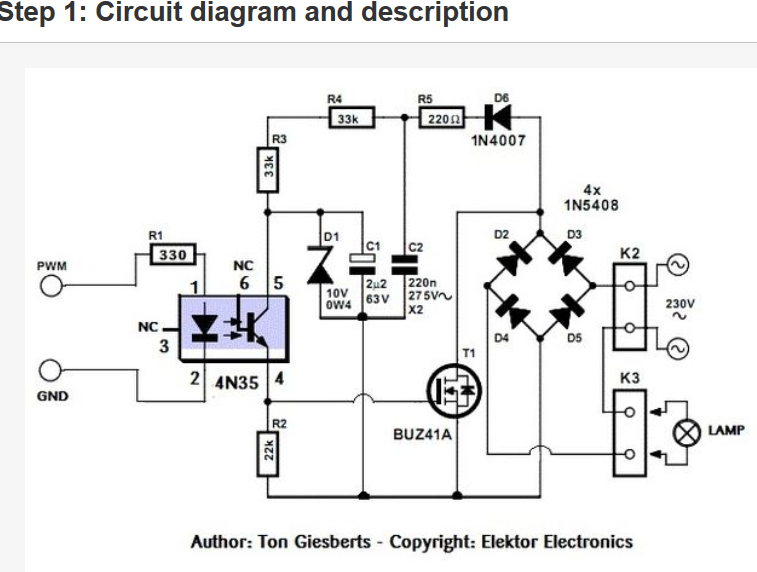 Step 1: Circuit diagram and description
R4
33k
R5
220Ω
D6
1N4007
R3
33k
4x
1N5408
D2
D3
R1
330
PWM
NC
6
5
1
D1
10V
0W4
C1
2µ2
63V
C2
220n
275V~
X2
K2
230V
~
NC
3
D4
D5
2
4N35
4
T1
K3
GND
BUZ41A
R2
22k
LAMP
Author: Ton Giesberts - Copyright: Elektor Electronics